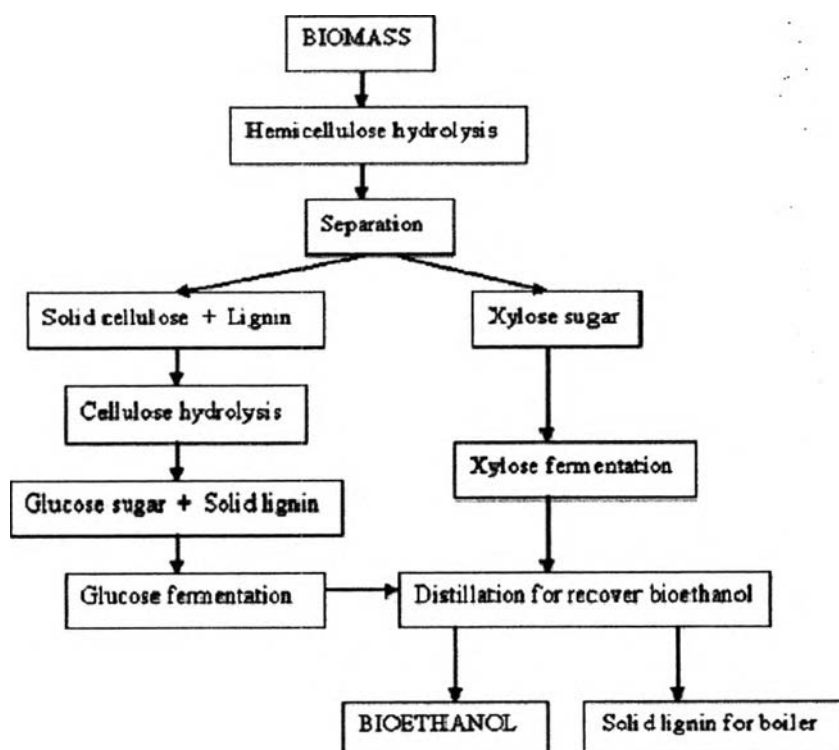 BIOMASS
Hemicellulose hydrolysis
Separation
Solid cellulose + Lignin
Xylose sugar
Cellulose hydrolysis
Xylose fermentation
Glucose sugar + Solid lignin
Glucose fermentation
Distillation for recover bioethanol
BIOETHANOL
Solid lignin for boiler